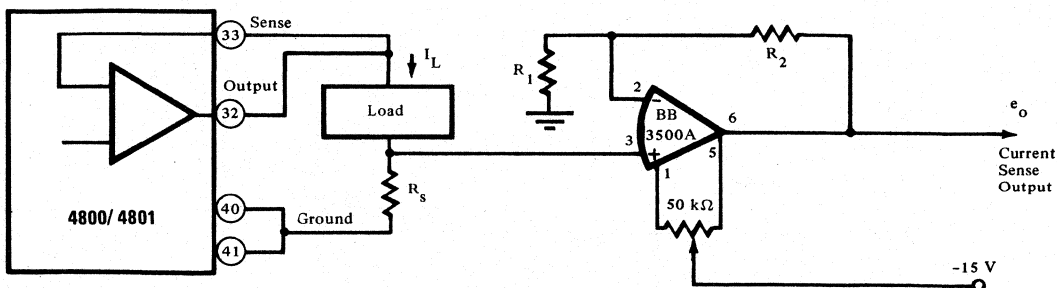 33
Sense
I_L
Output
32
Load
R_s
40
Ground
41
4800/ 4801
R_1
R_2
2
-
BB
3500A
3
+
6
5
1
50 kΩ
e_o
Current
Sense
Output
-15 V